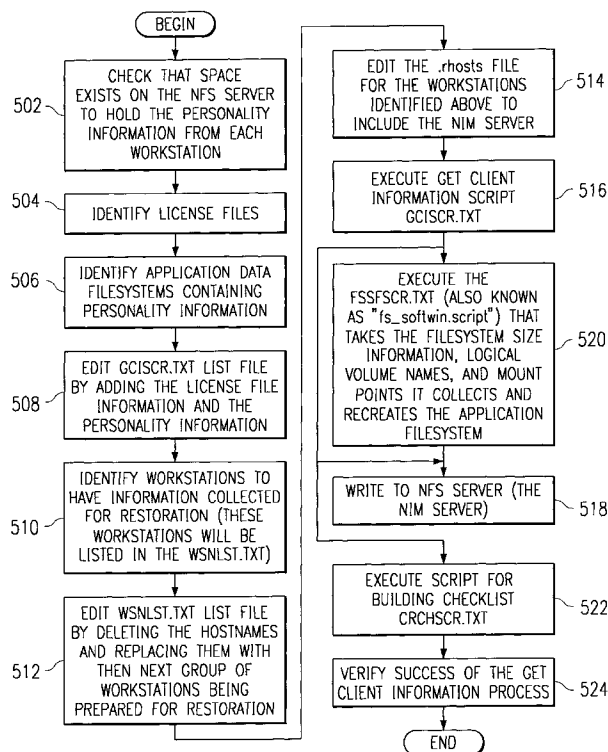 BEGIN
502
CHECK THAT SPACE
EXISTS ON THE NFS SERVER
TO HOLD THE PERSONALITY
INFORMATION FROM EACH
WORKSTATION
504
IDENTIFY LICENSE FILES
506
IDENTIFY APPLICATION DATA
FILESYSTEMS CONTAINING
PERSONALITY INFORMATION
508
EDIT GCISCR.TXT LIST FILE
BY ADDING THE LICENSE FILE
INFORMATION AND THE
PERSONALITY INFORMATION
510
IDENTIFY WORKSTATIONS TO
HAVE INFORMATION COLLECTED
FOR RESTORATION (THESE
WORKSTATIONS WILL BE
LISTED IN THE WSNLST.TXT)
512
EDIT WSNLST.TXT LIST FILE
BY DELETING THE HOSTNAMES
AND REPLACING THEM WITH
THEN NEXT GROUP OF
WORKSTATIONS BEING
PREPARED FOR RESTORATION
EDIT THE .rhosts FILE
FOR THE WORKSTATIONS
IDENTIFIED ABOVE TO
INCLUDE THE NIM SERVER
514
EXECUTE GET CLIENT
INFORMATION SCRIPT
GCISCR.TXT
516
EXECUTE THE
FSSFSCR.TXT (ALSO KNOWN
AS "fs_softwin.script") THAT
TAKES THE FILESYSTEM SIZE
INFORMATION, LOGICAL
VOLUME NAMES, AND MOUNT
POINTS IT COLLECTS AND
RECREATES THE APPLICATION
FILESYSTEM
520
WRITE TO NFS SERVER (THE
NIM SERVER)
518
EXECUTE SCRIPT FOR
BUILDING CHECKLIST
CRCHSCR.TXT
522
VERIFY SUCCESS OF THE GET
CLIENT INFORMATION PROCESS
524
END